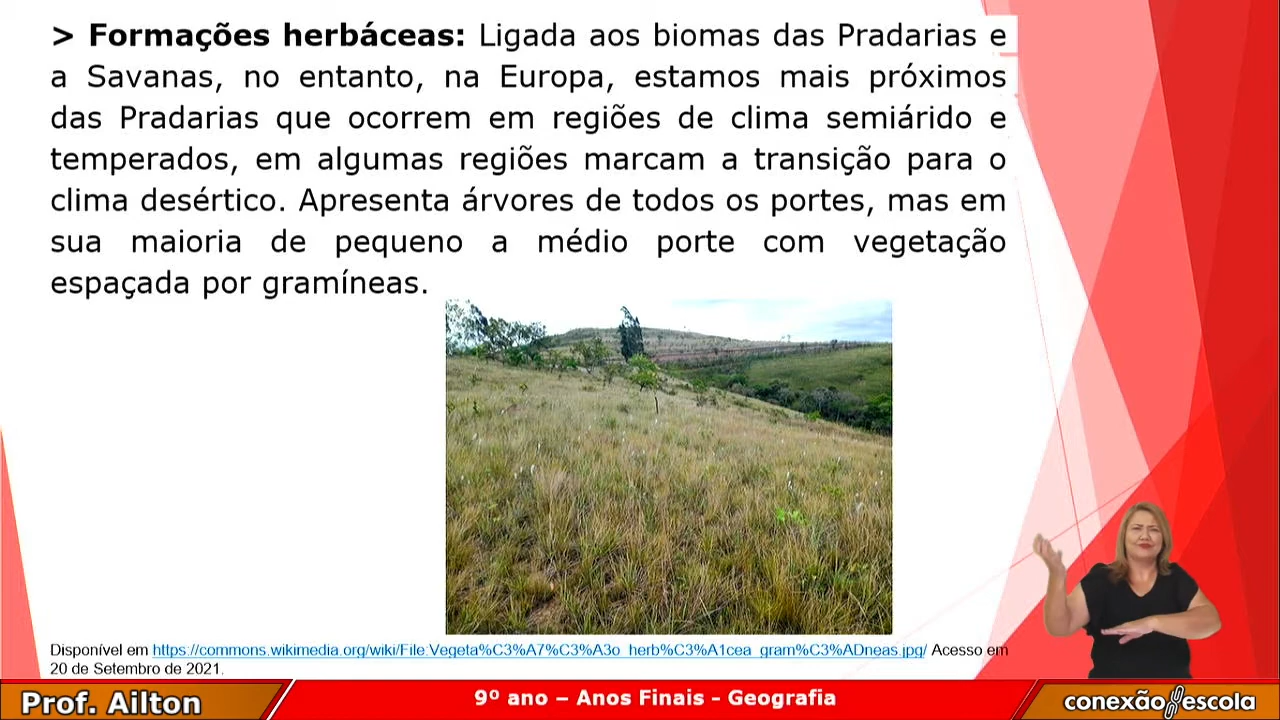 > Formações herbáceas: Ligada aos biomas das Pradarias e
a Savanas, no entanto, na Europa, estamos mais próximos
das Pradarias que ocorrem em regiões de clima semiárido e
temperados, em algumas regiões marcam a transição para o
clima desértico. Apresenta árvores de todos os portes, mas em
sua maioria de pequeno a médio porte com vegetação
espaçada por gramíneas.
Disponível em https://commons.wikimedia.org/wiki/File:Vegeta%C3%A7%C3%A3o_herb%C3%A1cea_gram%C3%ADneas.jpg/ Acesso em
20 de Setembro de 2021.
Prof. Ailton
9º ano – Anos Finais - Geografia
conexão escola